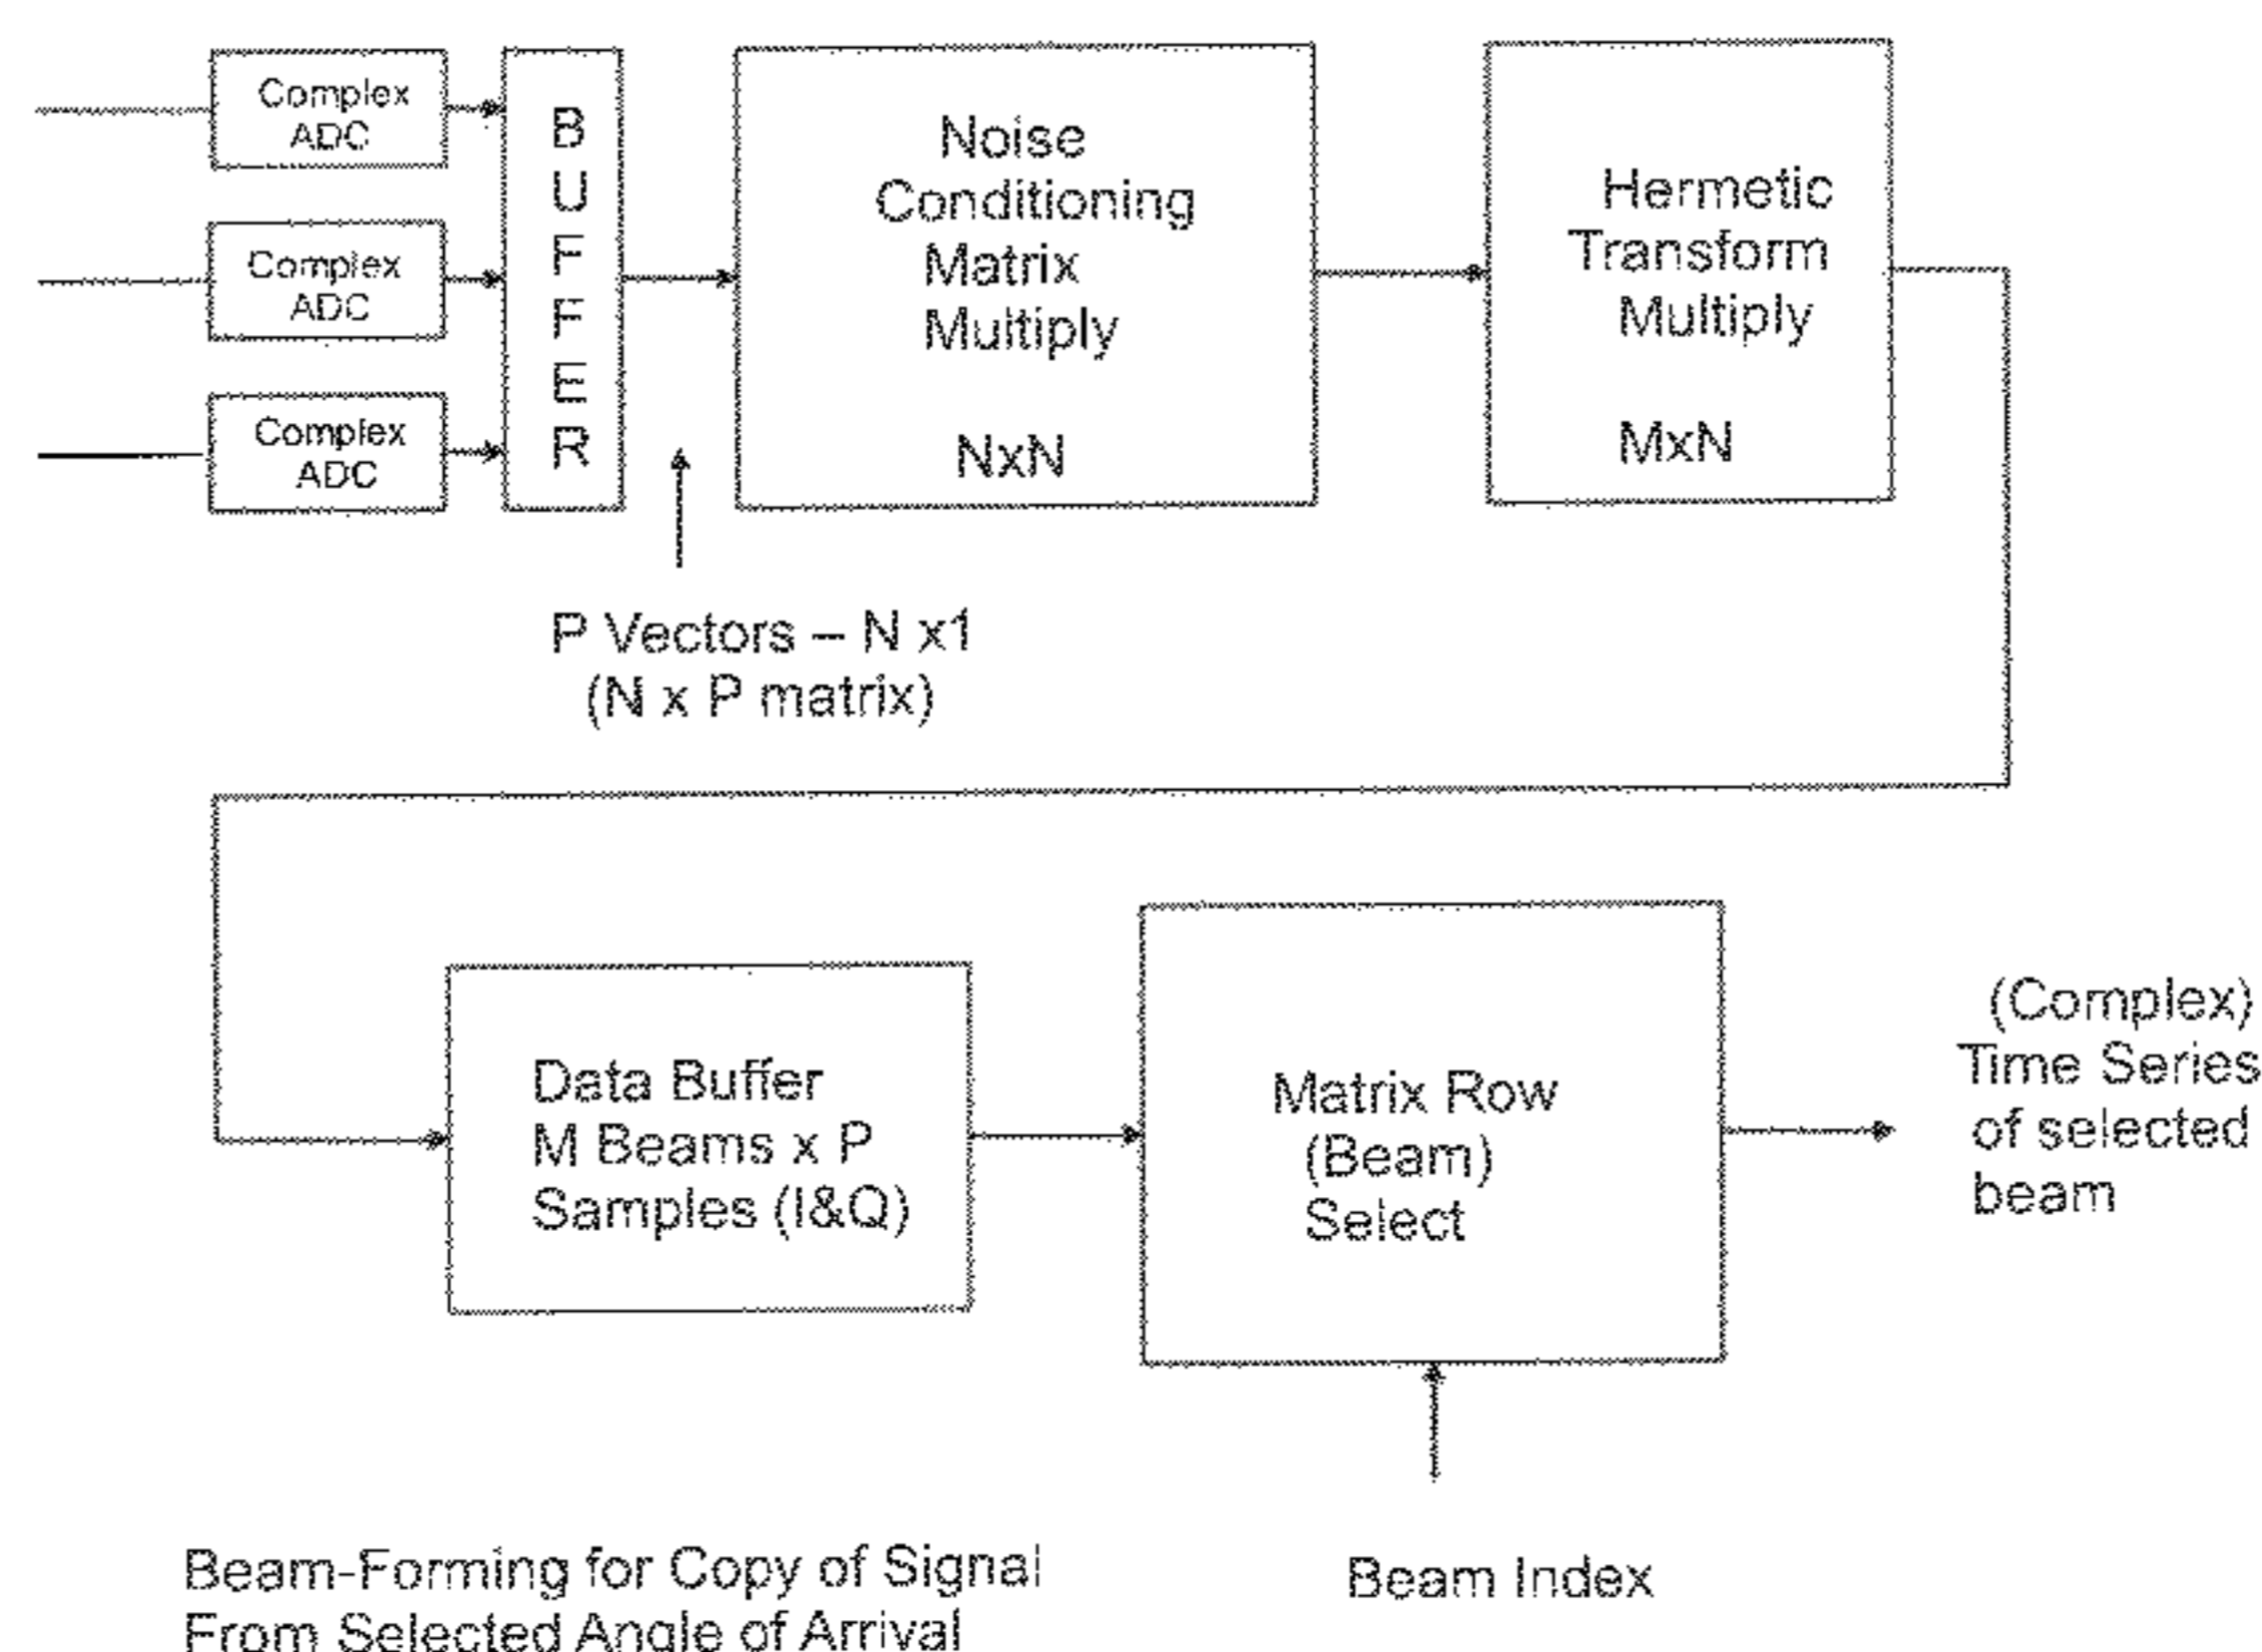 Complex
ADC
Complex
ADC
Complex
ADC
B
U
F
F
E
R
Noise
Conditioning
Matrix
Multiply
NxN
Hermetic
Transform
Multiply
MxN
P Vectors – N x1
(N x P matrix)
Data Buffer
M Beams x P
Samples (I&Q)
Matrix Row
(Beam)
Select
(Complex)
Time Series
of selected
beam
Beam Index
Beam-Forming for Copy of Signal
From Selected Angle of Arrival